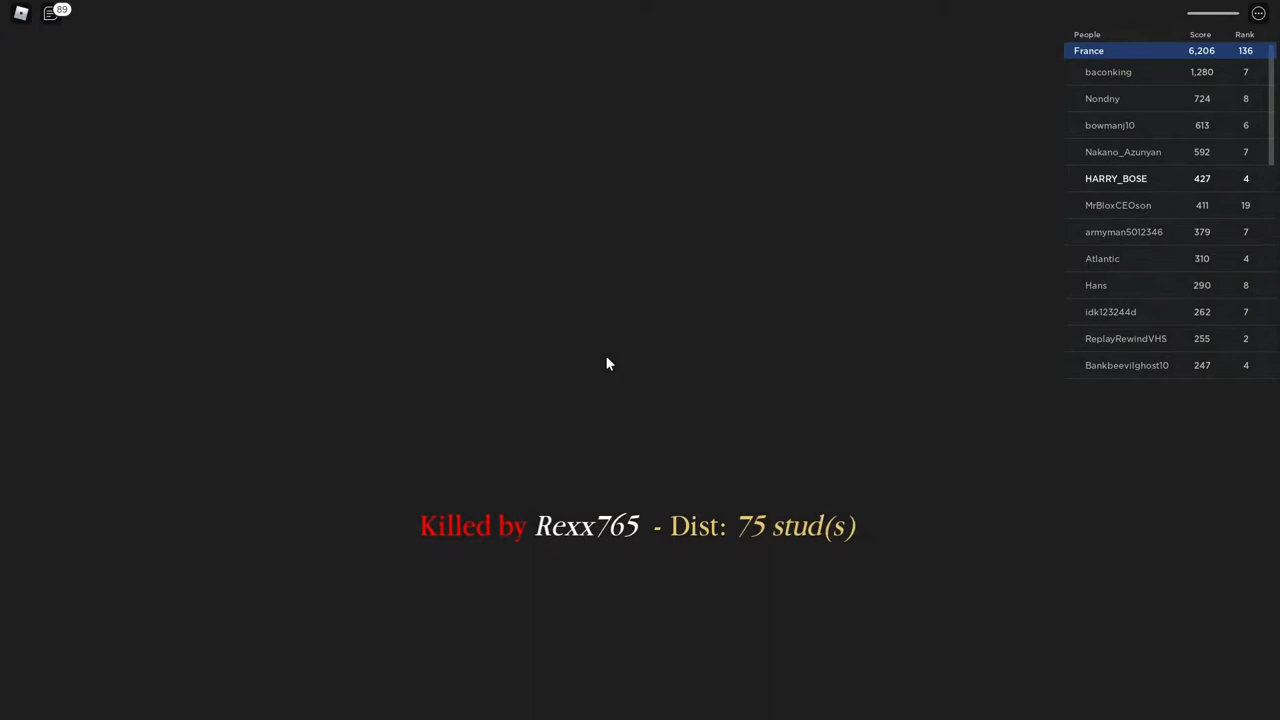 89
People Score Rank
France 6,206 136
baconking 1,280 7
Nondny 724 8
bowmanj10 613 6
Nakano_Azunyan 592 7
HARRY_BOSE 427 4
MrBloxCEOson 411 19
armyman5012346 379 7
Atlantic 310 4
Hans 290 8
idk123244d 262 7
ReplayRewindVHS 255 2
Bankbeevilghost10 247 4
Killed by Rexx765 - Dist: 75 stud(s)